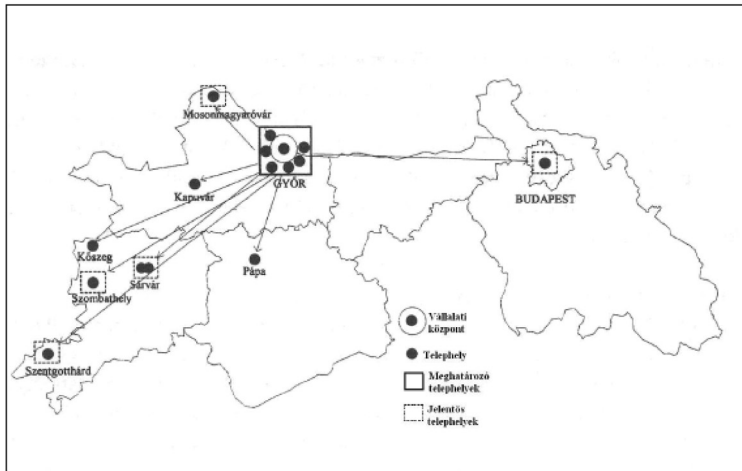 Mosonmagyaróvár
GYŐR
Kapuvár
BUDAPEST
Kőszeg
Sárvár
Pápa
Szombathely
Szentgotthárd
Vállalati
központ
Telephely
Meghatározó
telephelyek
Jelentős
telephelyek